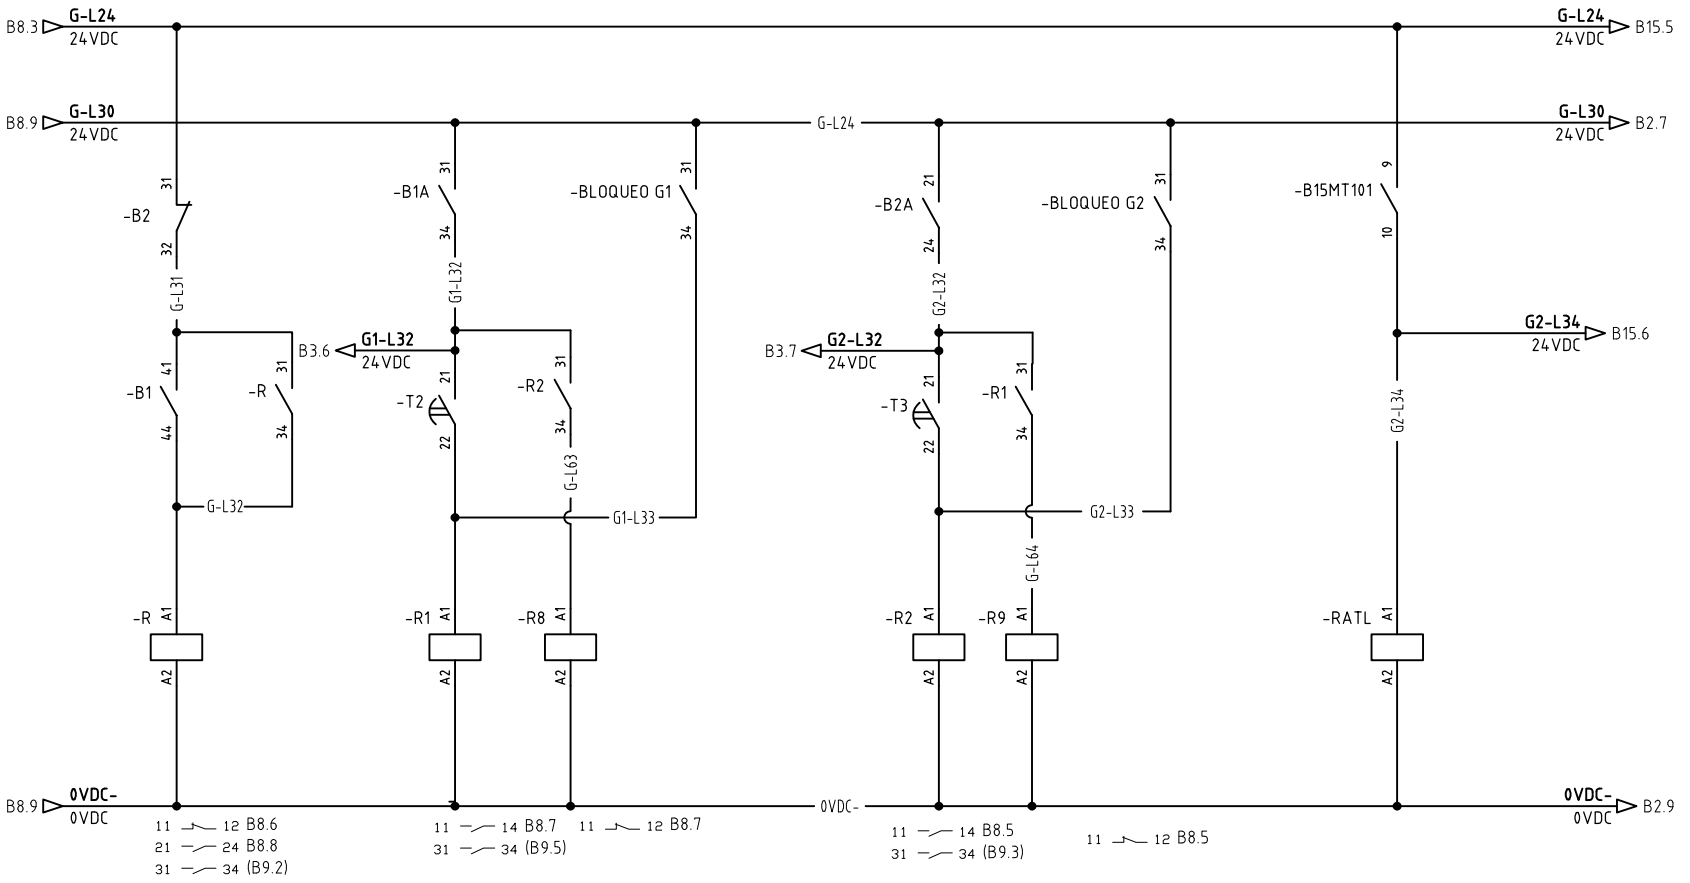 B8.3 G-L24 24VDC G-L24 24VDC B15.5
B8.9 G-L30 24VDC G-L24 G-L30 24VDC B2.7
31 -B2 32 G-L31
41 -B1 44
31 -R 34
G-L32
-R A1 A2
31 -B1A 34 G1-L32
B3.6 G1-L32 24VDC
21 -T2 22
31 -R2 34 G-L63
31 -BLOQUEO G1 34
G1-L33
-R1 A1 A2
-R8 A1 A2
21 -B2A 24 G2-L32
B3.7 G2-L32 24VDC
21 -T3 22
31 -R1 34
31 -BLOQUEO G2 34
G2-L33
G-L64
-R2 A1 A2
-R9 A1 A2
9 -B15MT101 10
G2-L34 24VDC B15.6
G2-L34
-RATL A1 A2
B8.9 0VDC- 0VDC 0VDC- 0VDC- 0VDC B2.9
11 12 B8.6
21 24 B8.8
31 34 (B9.2)
11 14 B8.7
31 34 (B9.5)
11 12 B8.7
11 14 B8.5
31 34 (B9.3)
11 12 B8.5